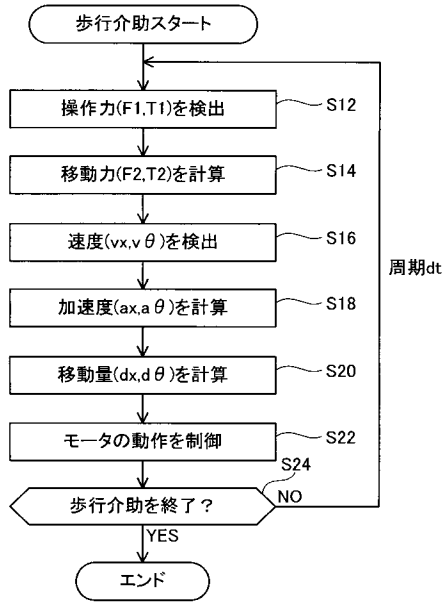 歩行介助スタート
操作力(F1,T1)を検出
S12
移動力(F2,T2)を計算
S14
速度(vx,vθ)を検出
S16
周期dt
加速度(ax,aθ)を計算
S18
移動量(dx,dθ)を計算
S20
モータの動作を制御
S22
S24
歩行介助を終了?
NO
YES
エンド